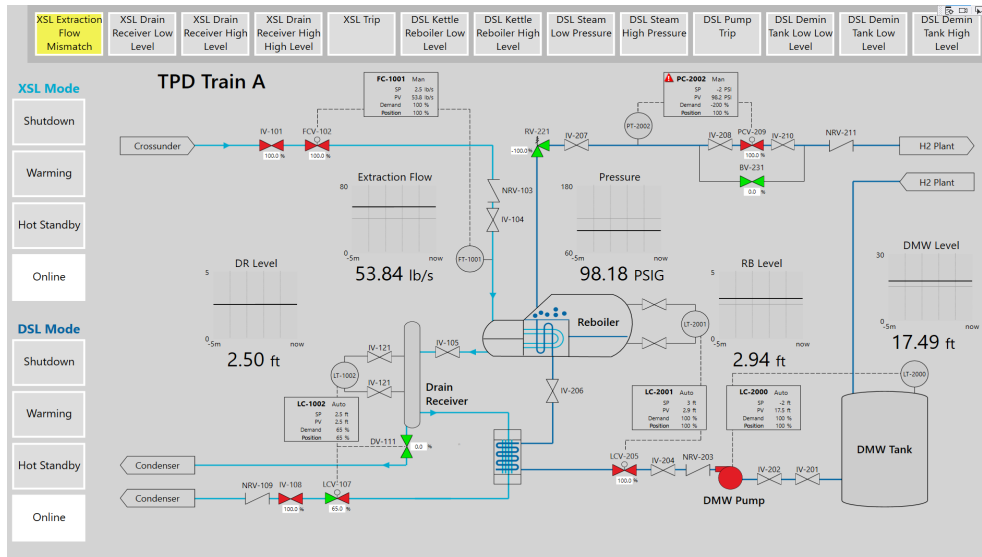 XSL Extraction
Flow
Mismatch
XSL Drain
Receiver Low
Level
XSL Drain
Receiver High
Level
XSL Drain
Receiver High
High Level
XSL Trip
DSL Kettle
Reboiler Low
Level
DSL Kettle
Reboiler High
Level
DSL Steam
Low Pressure
DSL Steam
High Pressure
DSL Pump
Trip
DSL Demin
Tank Low Low
Level
DSL Demin
Tank Low
Level
DSL Demin
Tank High
Level
TPD Train A
XSL Mode
Shutdown
Warming
Hot Standby
Online
DSL Mode
Shutdown
Warming
Hot Standby
Online
FC-1001 Man
SP 2.5 lb/s
PV 53.8 lb/s
Demand 100 %
Position 100 %
PC-2002 Man
SP -2 PSI
PV 98.2 PSI
Demand -200 %
Position 100 %
Crossunder
IV-101
100.0 %
FCV-102
100.0 %
RV-221
-100.0 %
IV-207
PT-2002
IV-208
PCV-209
100.0 %
IV-210
NRV-211
H2 Plant
BV-231
0.0 %
H2 Plant
Extraction Flow
80
0
-5m
now
53.84 lb/s
NRV-103
IV-104
FT-1001
Pressure
180
60
-5m
now
98.18 PSIG
DMW Level
30
0
-5m
now
17.49 ft
DR Level
5
0
-5m
now
2.50 ft
RB Level
5
0
-5m
now
2.94 ft
Reboiler
LT-2001
LT-2000
IV-121
IV-105
LT-1002
IV-121
Drain
Receiver
IV-206
LC-1002 Auto
SP 2.5 ft
PV 2.5 ft
Demand 65 %
Position 65 %
LC-2001 Auto
SP 3 ft
PV 2.9 ft
Demand 100 %
Position 100 %
LC-2000 Auto
SP -2 ft
PV 17.5 ft
Demand 100 %
Position 100 %
DV-111
0.0 %
Condenser
LCV-205
100.0 %
IV-204
NRV-203
DMW Pump
IV-202
IV-201
DMW Tank
Condenser
NRV-109
IV-108
100.0 %
LCV-107
65.0 %